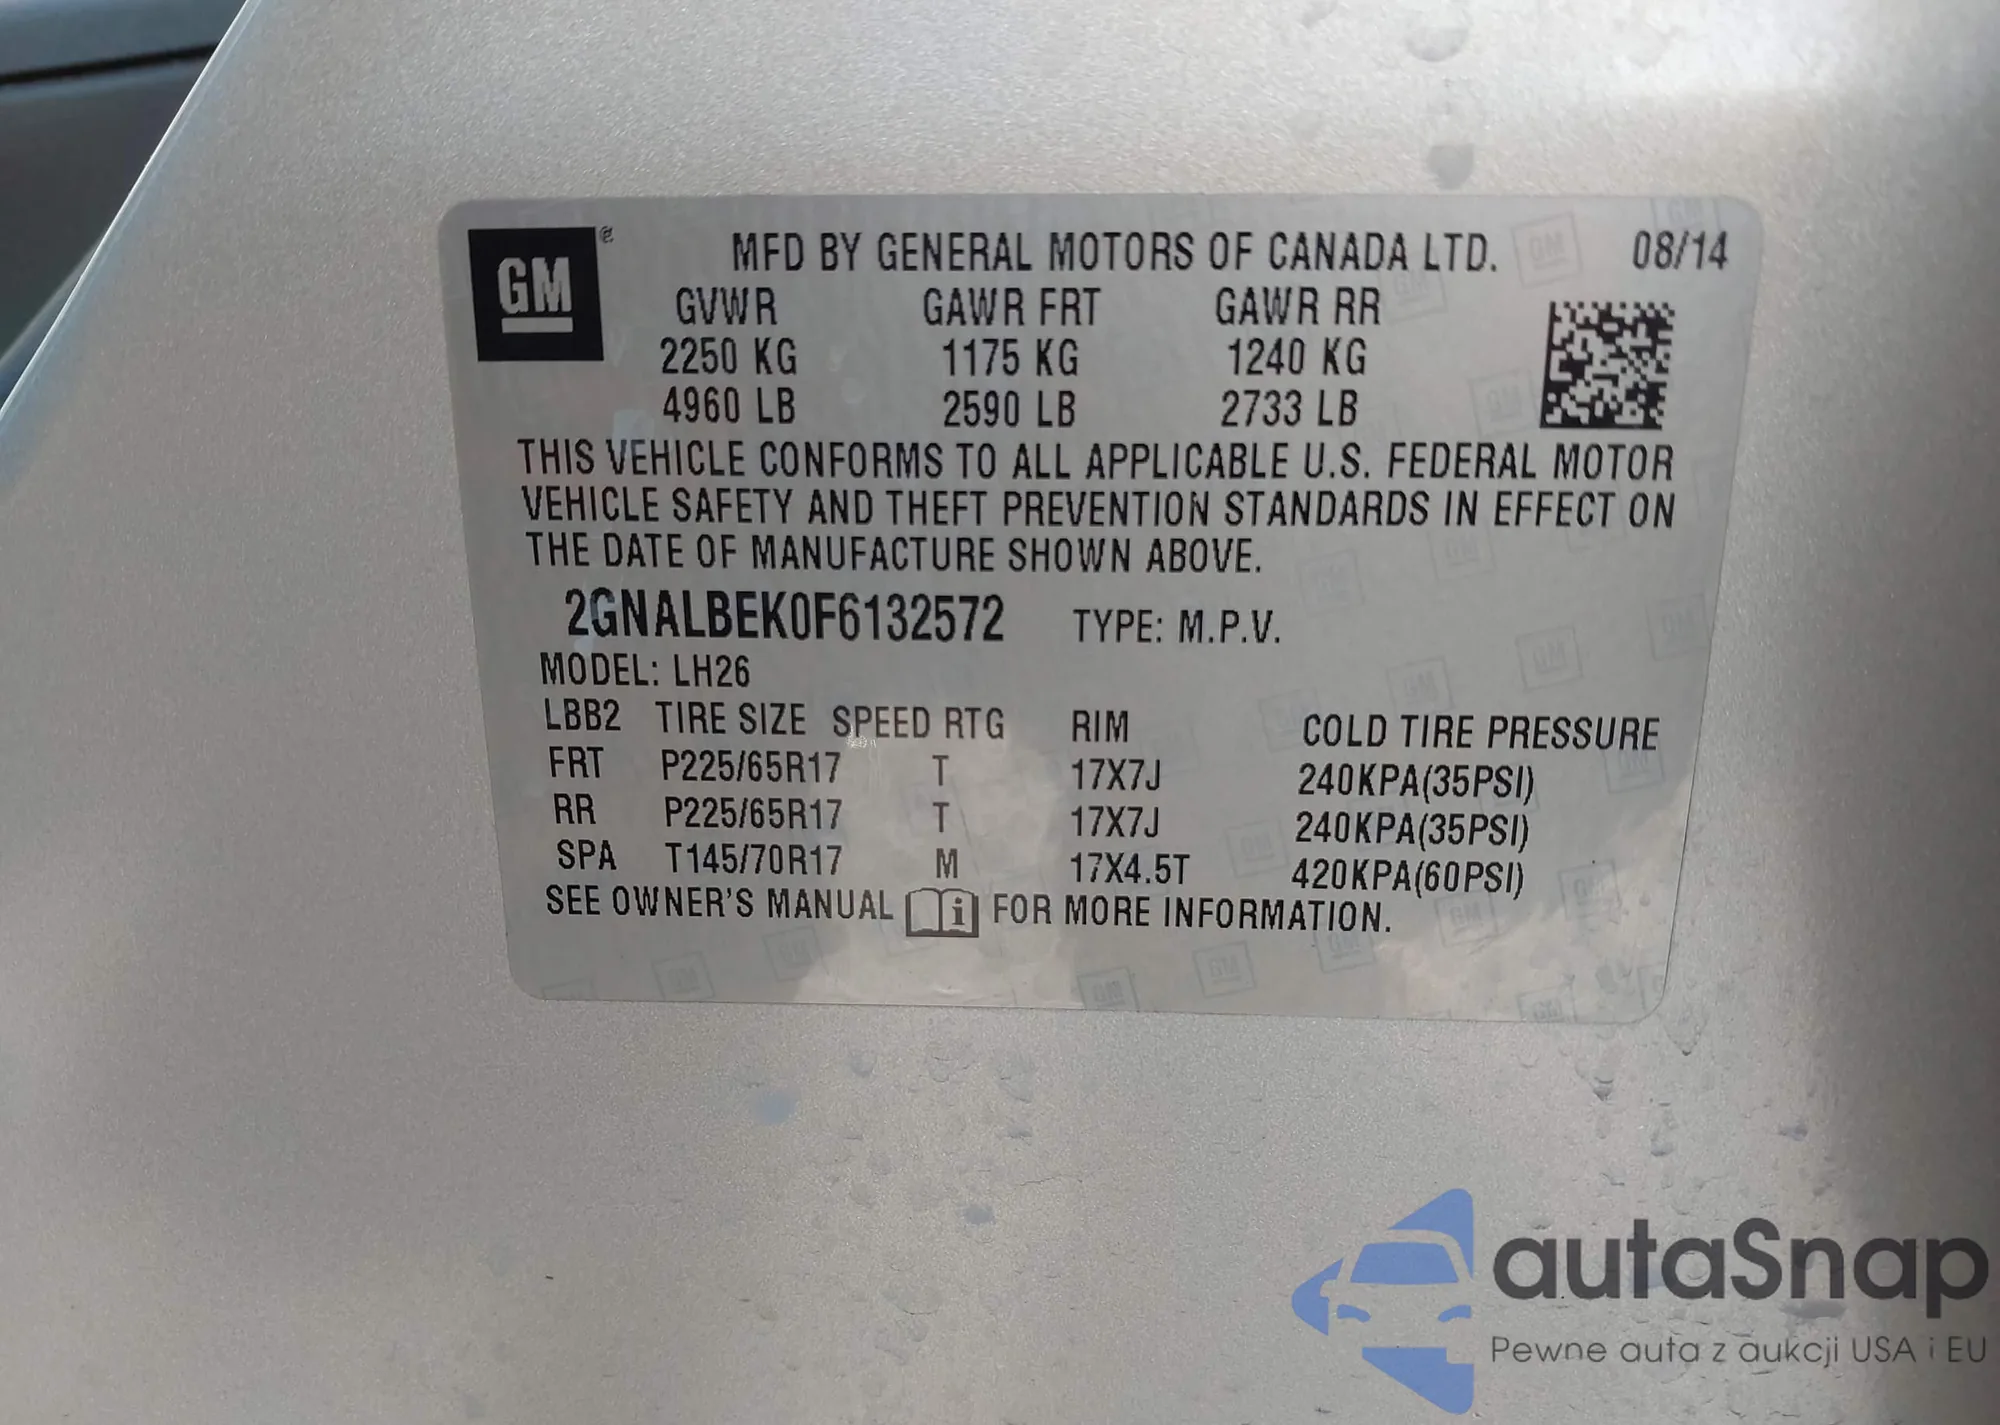 GM
MFD BY GENERAL MOTORS OF CANADA LTD. 08/14
GVWR GAWR FRT GAWR RR
2250 KG 1175 KG 1240 KG
4960 LB 2590 LB 2733 LB
THIS VEHICLE CONFORMS TO ALL APPLICABLE U.S. FEDERAL MOTOR
VEHICLE SAFETY AND THEFT PREVENTION STANDARDS IN EFFECT ON
THE DATE OF MANUFACTURE SHOWN ABOVE.
2GNALBEK0F6132572 TYPE: M.P.V.
MODEL: LH26
LBB2 TIRE SIZE SPEED RTG RIM COLD TIRE PRESSURE
FRT P225/65R17 T 17X7J 240KPA(35PSI)
RR P225/65R17 T 17X7J 240KPA(35PSI)
SPA T145/70R17 M 17X4.5T 420KPA(60PSI)
SEE OWNER'S MANUAL i FOR MORE INFORMATION.
autaSnap
Pewne auta z aukcji USA i EU